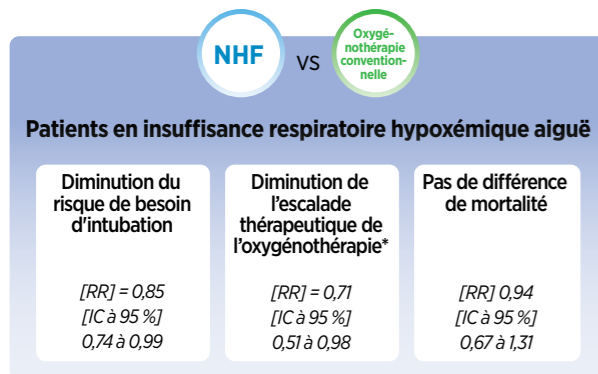 NHF
vs
Oxygé-
nothérapie
convention-
nelle
Patients en insuffisance respiratoire hypoxémique aiguë
Diminution du
risque de besoin
d'intubation
[RR] = 0,85
[IC à 95 %]
0,74 à 0,99
Diminution de
l'escalade
thérapeutique de
l'oxygénothérapie*
[RR] = 0,71
[IC à 95 %]
0,51 à 0,98
Pas de différence
de mortalité
[RR] 0,94
[IC à 95 %]
0,67 à 1,31